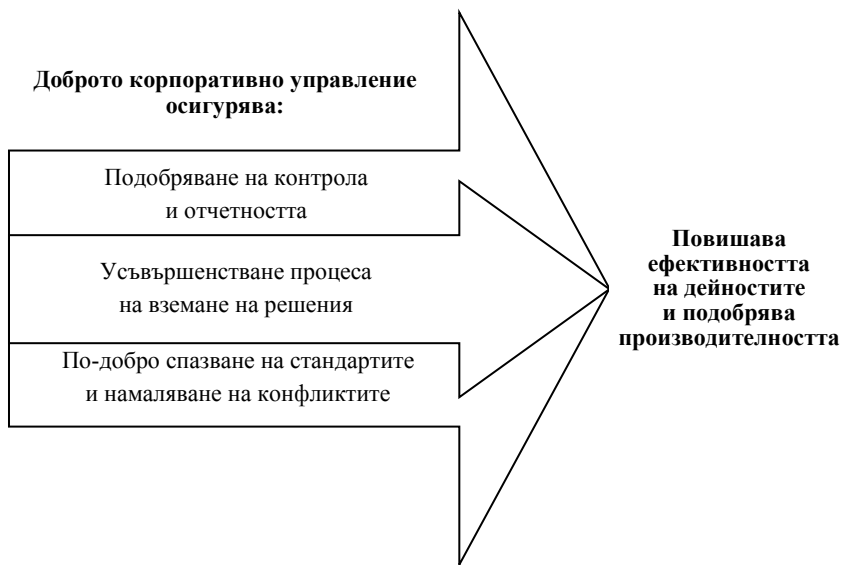 Доброто корпоративно управление
осигурява:
Подобряване на контрола
и отчетността
Усъвършенстване процеса
на вземане на решения
По-добро спазване на стандартите
и намаляване на конфликтите
Повишава
ефективността
на дейностите
и подобрява
производителността